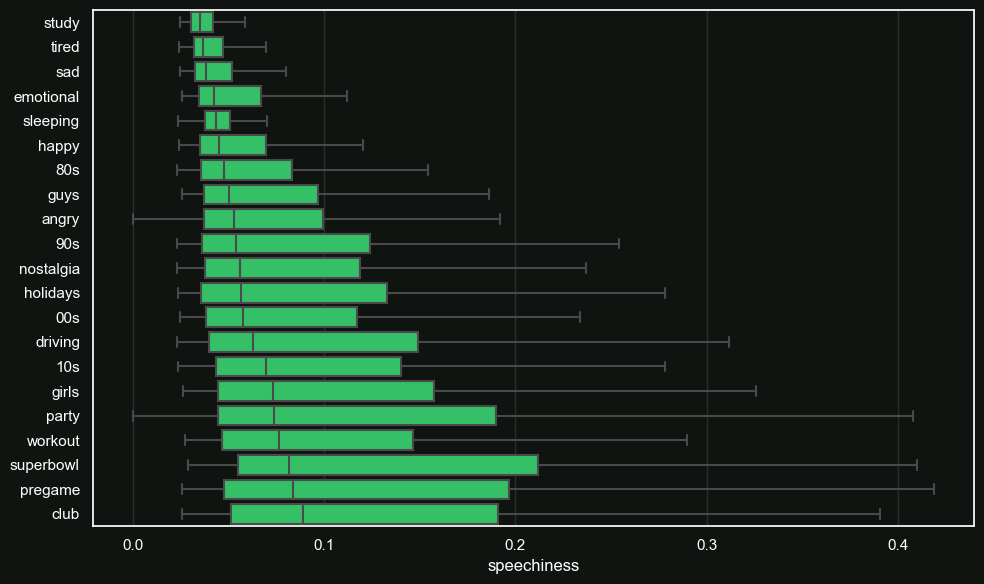 study
tired
sad
emotional
sleeping
happy
80s
guys
angry
90s
nostalgia
holidays
00s
driving
10s
girls
party
workout
superbowl
pregame
club
0.0 0.1 0.2 0.3 0.4
speechiness